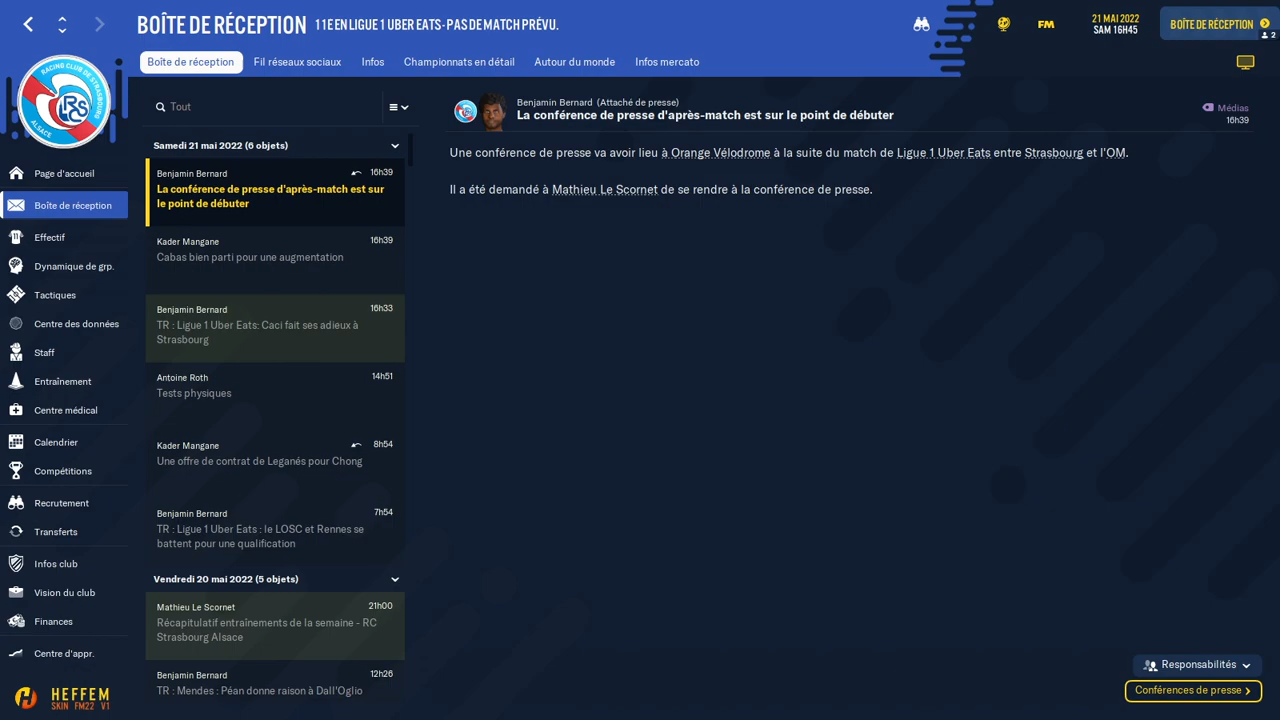 BOÎTE DE RÉCEPTION
11E EN LIGUE 1 UBER EATS - PAS DE MATCH PRÉVU.
FM
21 MAI 2022
SAM 16H45
BOÎTE DE RÉCEPTION
2
Boîte de réception
Fil réseaux sociaux
Infos
Championnats en détail
Autour du monde
Infos mercato
RACING CLUB DE STRASBOURG
ALSACE
Page d'accueil
Boîte de réception
Effectif
Dynamique de grp.
Tactiques
Centre des données
Staff
Entraînement
Centre médical
Calendrier
Compétitions
Recrutement
Transferts
Infos club
Vision du club
Finances
Centre d'appr.
HEFFEM
SKIN FM22 V1
Tout
Samedi 21 mai 2022 (6 objets)
Benjamin Bernard 16h39
La conférence de presse d'après-match est sur
le point de débuter
Kader Mangane 16h39
Cabas bien parti pour une augmentation
Benjamin Bernard 16h33
TR : Ligue 1 Uber Eats: Caci fait ses adieux à
Strasbourg
Antoine Roth 14h51
Tests physiques
Kader Mangane 8h54
Une offre de contrat de Leganés pour Chong
Benjamin Bernard 7h54
TR : Ligue 1 Uber Eats : le LOSC et Rennes se
battent pour une qualification
Vendredi 20 mai 2022 (5 objets)
Mathieu Le Scornet 21h00
Récapitulatif entraînements de la semaine - RC
Strasbourg Alsace
Benjamin Bernard 12h26
TR : Mendes : Péan donne raison à Dall'Oglio
Benjamin Bernard (Attaché de presse)
La conférence de presse d'après-match est sur le point de débuter
Médias
16h39
Une conférence de presse va avoir lieu à Orange Vélodrome à la suite du match de Ligue 1 Uber Eats entre Strasbourg et l'OM.
Il a été demandé à Mathieu Le Scornet de se rendre à la conférence de presse.
Responsabilités
Conférences de presse